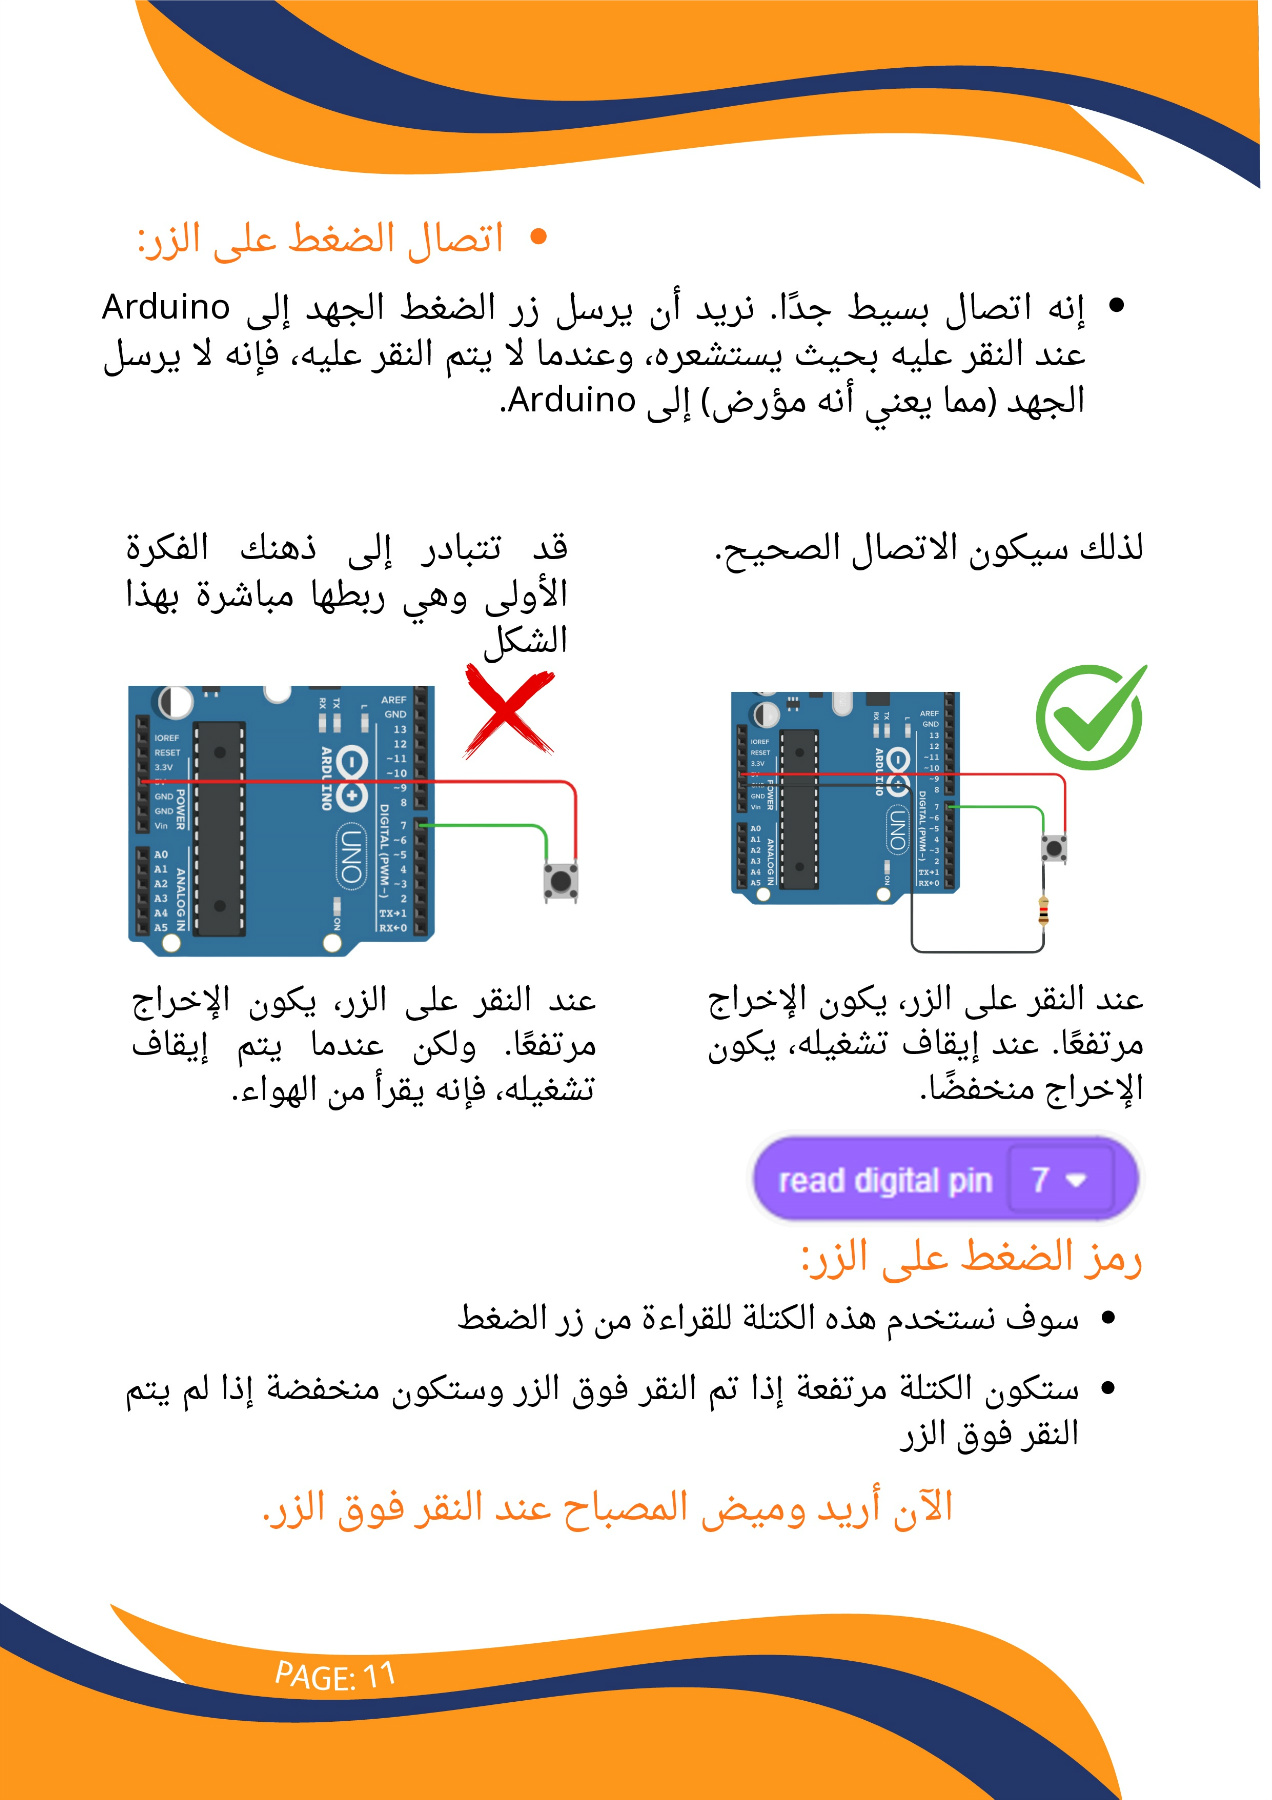 اتصال الضغط على الزر:
إنه اتصال بسيط جدًا. نريد أن يرسل زر الضغط الجهد إلى Arduino
عند النقر عليه بحيث يستشعره، وعندما لا يتم النقر عليه، فإنه لا يرسل
الجهد (مما يعني أنه مؤرض) إلى Arduino.
لذلك سيكون الاتصال الصحيح.
قد تتبادر إلى ذهنك الفكرة
الأولى وهي ربطها مباشرة بهذا
الشكل
AREF
GND
13
12
~11
~10
~9
8
7
~6
~5
4
~3
2
TX→1
RX←0
IOREF
RESET
3.3V
GND
GND
Vin
A0
A1
A2
A3
A4
A5
POWER
ANALOG IN
RX
TX
L
ARDUINO
UNO
DIGITAL (PWM~)
ON
AREF
GND
13
12
~11
~10
~9
8
7
~6
~5
4
~3
2
TX→1
RX←0
IOREF
RESET
3.3V
GND
Vin
A0
A1
A2
A3
A4
A5
POWER
ANALOG IN
RX
TX
L
ARDUINO
UNO
DIGITAL (PWM~)
ON
عند النقر على الزر، يكون الإخراج
مرتفعًا. عند إيقاف تشغيله، يكون
الإخراج منخفضًا.
عند النقر على الزر، يكون الإخراج
مرتفعًا. ولكن عندما يتم إيقاف
تشغيله، فإنه يقرأ من الهواء.
read digital pin 7
رمز الضغط على الزر:
سوف نستخدم هذه الكتلة للقراءة من زر الضغط
ستكون الكتلة مرتفعة إذا تم النقر فوق الزر وستكون منخفضة إذا لم يتم
النقر فوق الزر
الآن أريد وميض المصباح عند النقر فوق الزر.
PAGE: 11